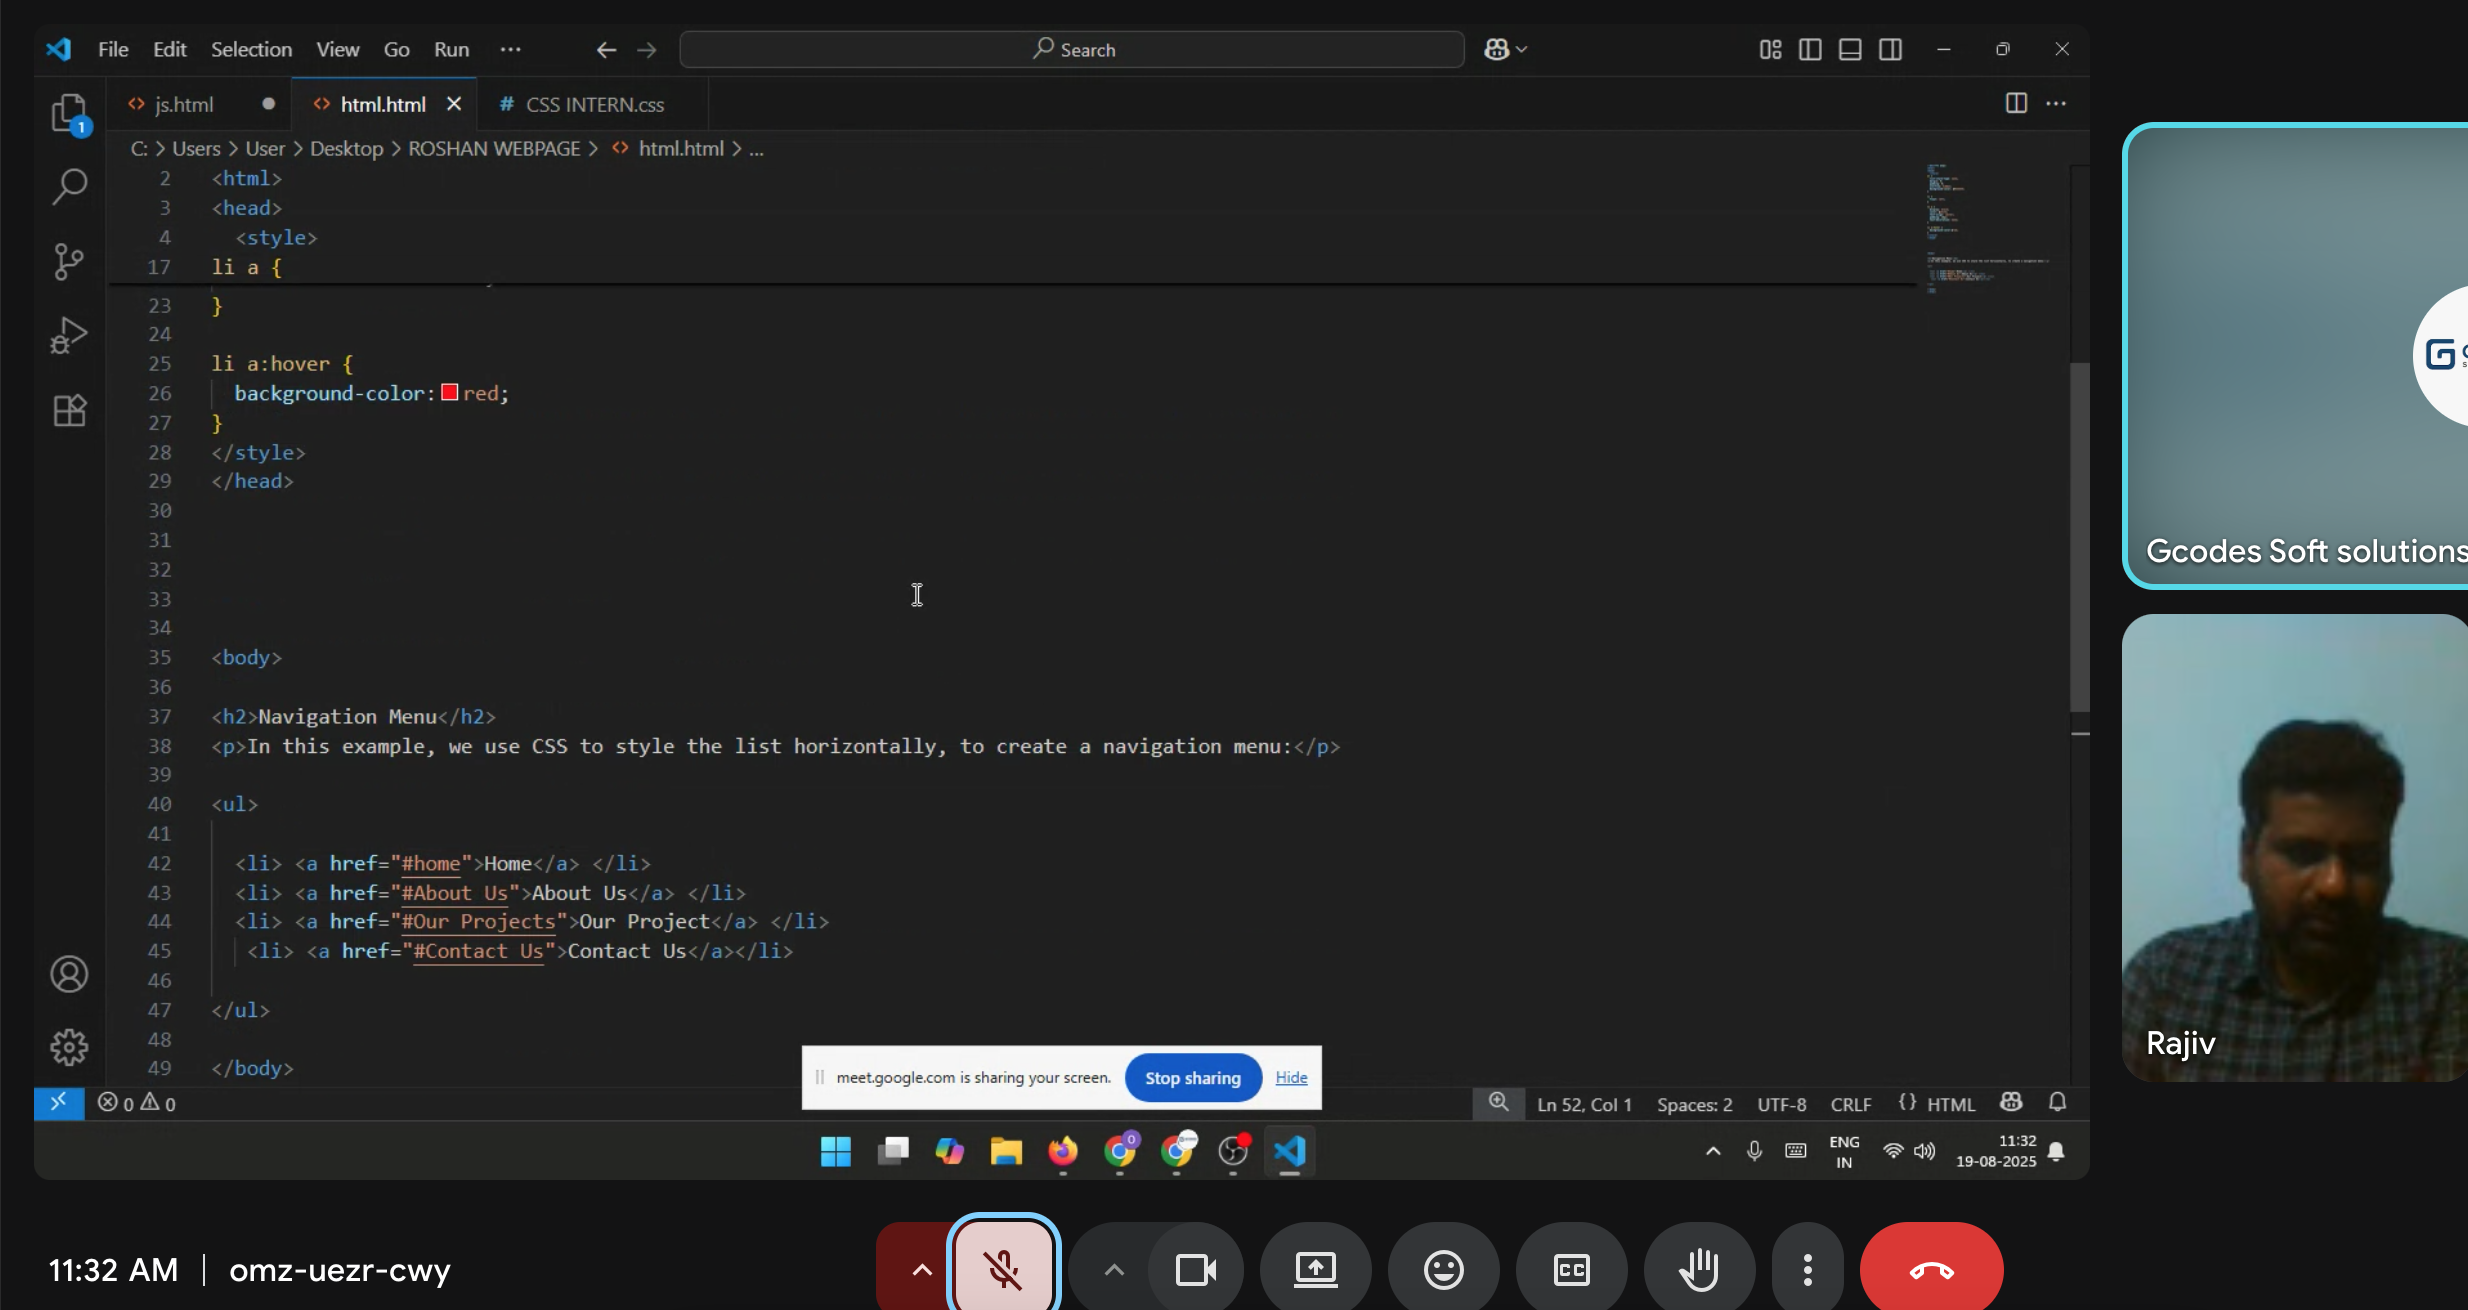 File Edit Selection View Go Run ...
Search
js.html
html.html
# CSS INTERN.css
1
C: > Users > User > Desktop > ROSHAN WEBPAGE > <> html.html > ...
2 <html>
3 <head>
4 <style>
17 li a {
23 }
24
25 li a:hover {
26 background-color: red;
27 }
28 </style>
29 </head>
30
31
32
33
34
35 <body>
36
37 <h2>Navigation Menu</h2>
38 <p>In this example, we use CSS to style the list horizontally, to create a navigation menu:</p>
39
40 <ul>
41
42 <li> <a href="#home">Home</a> </li>
43 <li> <a href="#About Us">About Us</a> </li>
44 <li> <a href="#Our Projects">Our Project</a> </li>
45 <li> <a href="#Contact Us">Contact Us</a></li>
46
47 </ul>
48
49 </body>
meet.google.com is sharing your screen. Stop sharing Hide
0 0
Ln 52, Col 1 Spaces: 2 UTF-8 CRLF {} HTML
ENG
IN
11:32
19-08-2025
Gcodes Soft solutions
Rajiv
11:32 AM | omz-uezr-cwy
CC